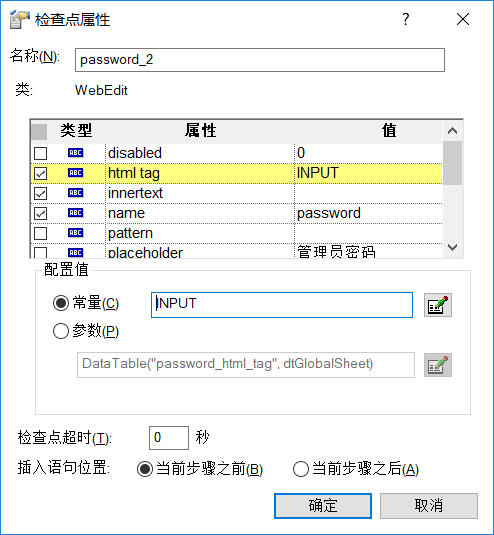 检查点属性
名称(N): password_2
类: WebEdit
类型 属性 值
ABC disabled 0
ABC html tag INPUT
ABC innertext
ABC name password
ABC pattern
ABC placeholder 管理员密码
配置值
常量(C) INPUT
参数(P)
DataTable("password_html_tag", dtGlobalSheet)
检查点超时(T): 0 秒
插入语句位置: 当前步骤之前(B) 当前步骤之后(A)
确定 取消